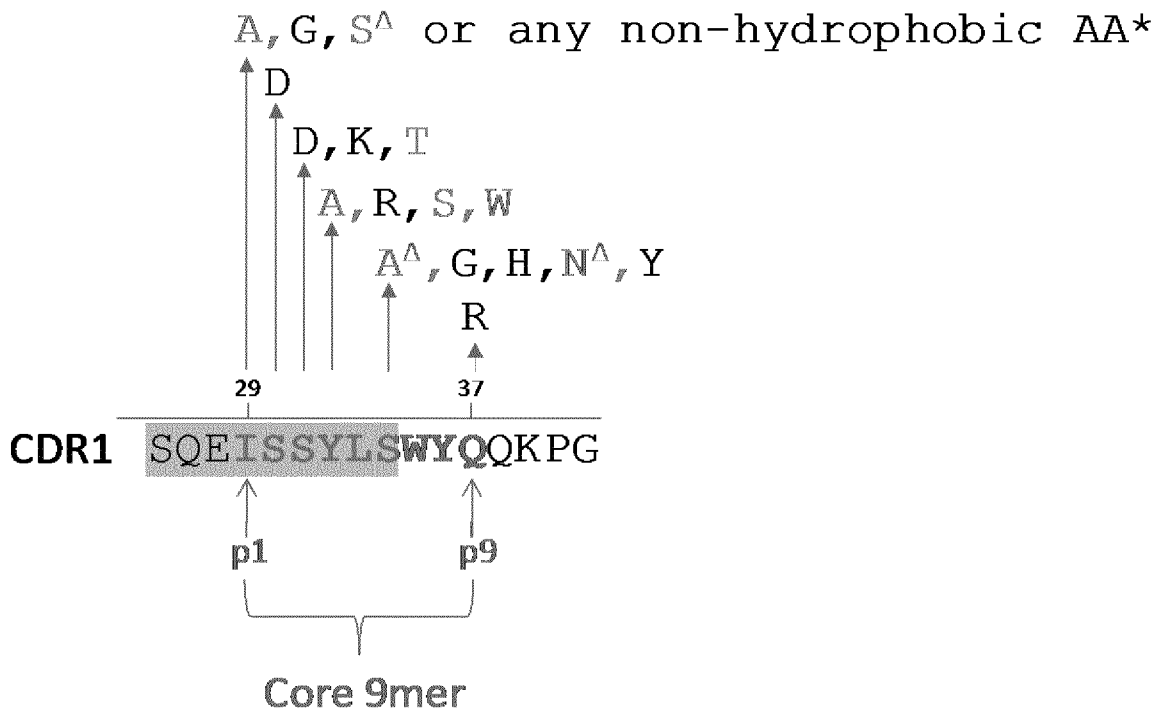 A, G, S^Δ or any non-hydrophobic AA*
D
D, K, T
A, R, S, W
A^Δ, G, H, N^Δ, Y
R
29 37
CDR1 SQEISSYLSWYQQKPG
p1 p9
Core 9mer